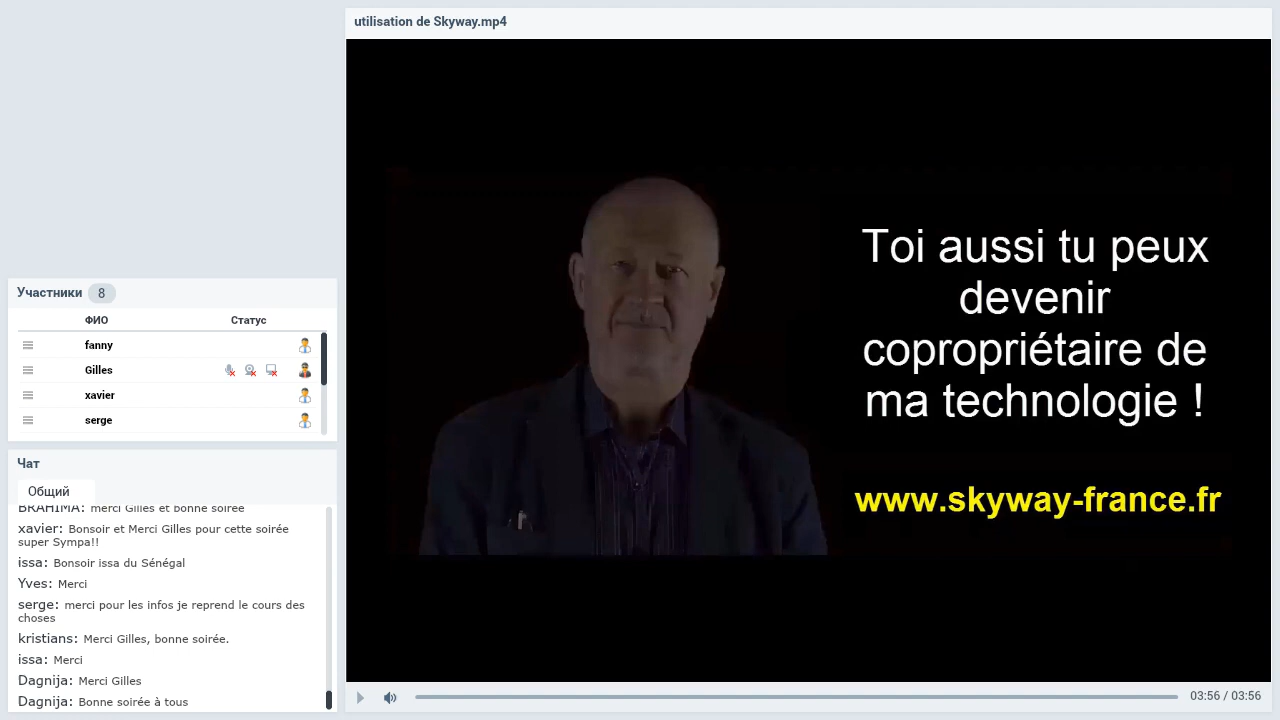 utilisation de Skyway.mp4
Участники 8
ФИО Статус
fanny
Gilles
xavier
serge
Чат
Общий
BRAHIMA: merci Gilles et bonne soirée
xavier: Bonsoir et Merci Gilles pour cette soirée
super Sympa!!
issa: Bonsoir issa du Sénégal
Yves: Merci
serge: merci pour les infos je reprend le cours des
choses
kristians: Merci Gilles, bonne soirée.
issa: Merci
Dagnija: Merci Gilles
Dagnija: Bonne soirée à tous
Toi aussi tu peux
devenir
copropriétaire de
ma technologie !
www.skyway-france.fr
03:56 / 03:56